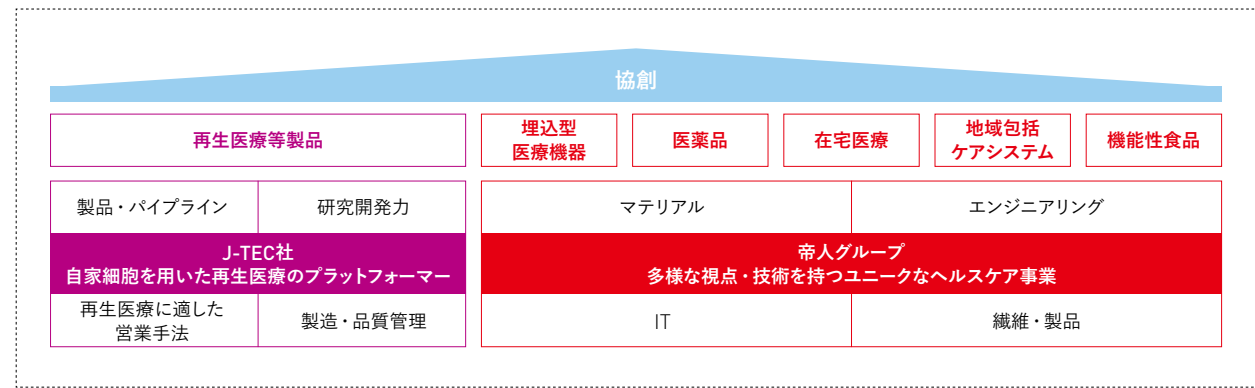 協創
再生医療等製品
埋込型
医療機器
医薬品
在宅医療
地域包括
ケアシステム
機能性食品
製品・パイプライン
研究開発力
マテリアル
エンジニアリング
J-TEC社
自家細胞を用いた再生医療のプラットフォーマー
帝人グループ
多様な視点・技術を持つユニークなヘルスケア事業
再生医療に適した
営業手法
製造・品質管理
IT
繊維・製品